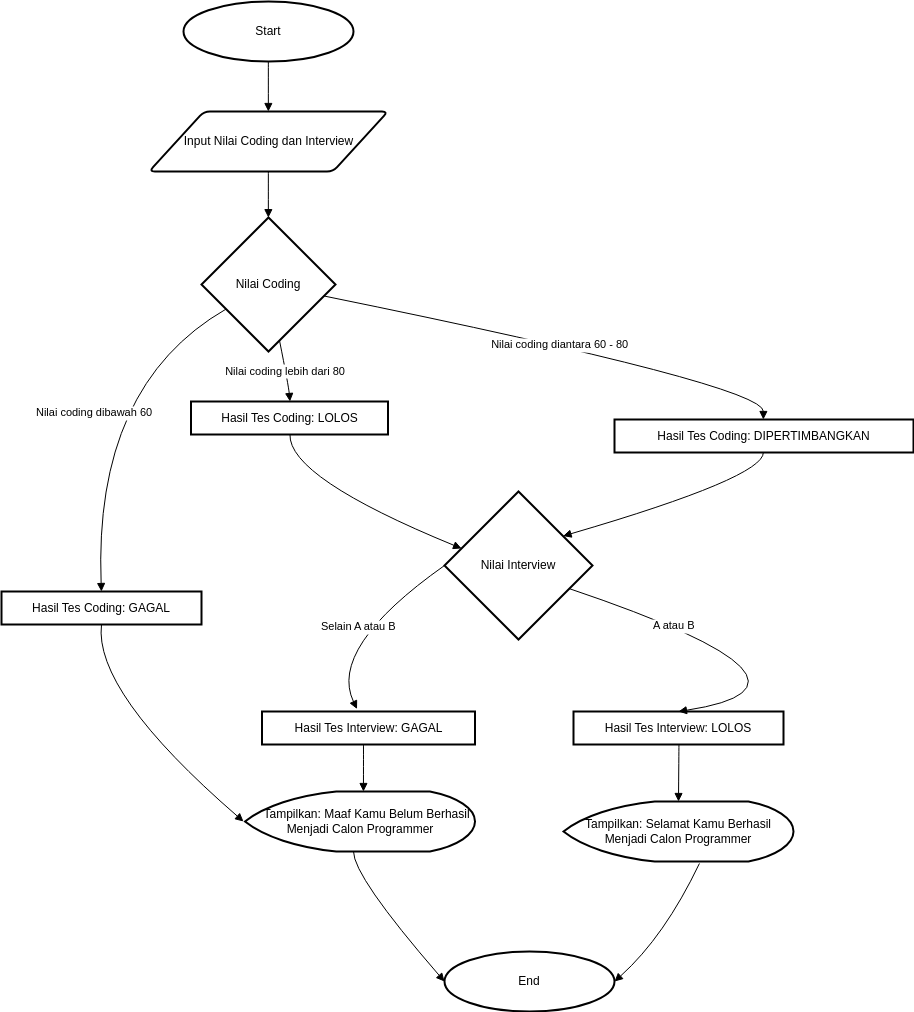 Start
Input Nilai Coding dan Interview
Nilai Coding
Nilai coding diantara 60 - 80
Nilai coding lebih dari 80
Nilai coding dibawah 60
Hasil Tes Coding: LOLOS
Hasil Tes Coding: DIPERTIMBANGKAN
Nilai Interview
Hasil Tes Coding: GAGAL
Selain A atau B
A atau B
Hasil Tes Interview: GAGAL
Hasil Tes Interview: LOLOS
Tampilkan: Maaf Kamu Belum Berhasil
Menjadi Calon Programmer
Tampilkan: Selamat Kamu Berhasil
Menjadi Calon Programmer
End